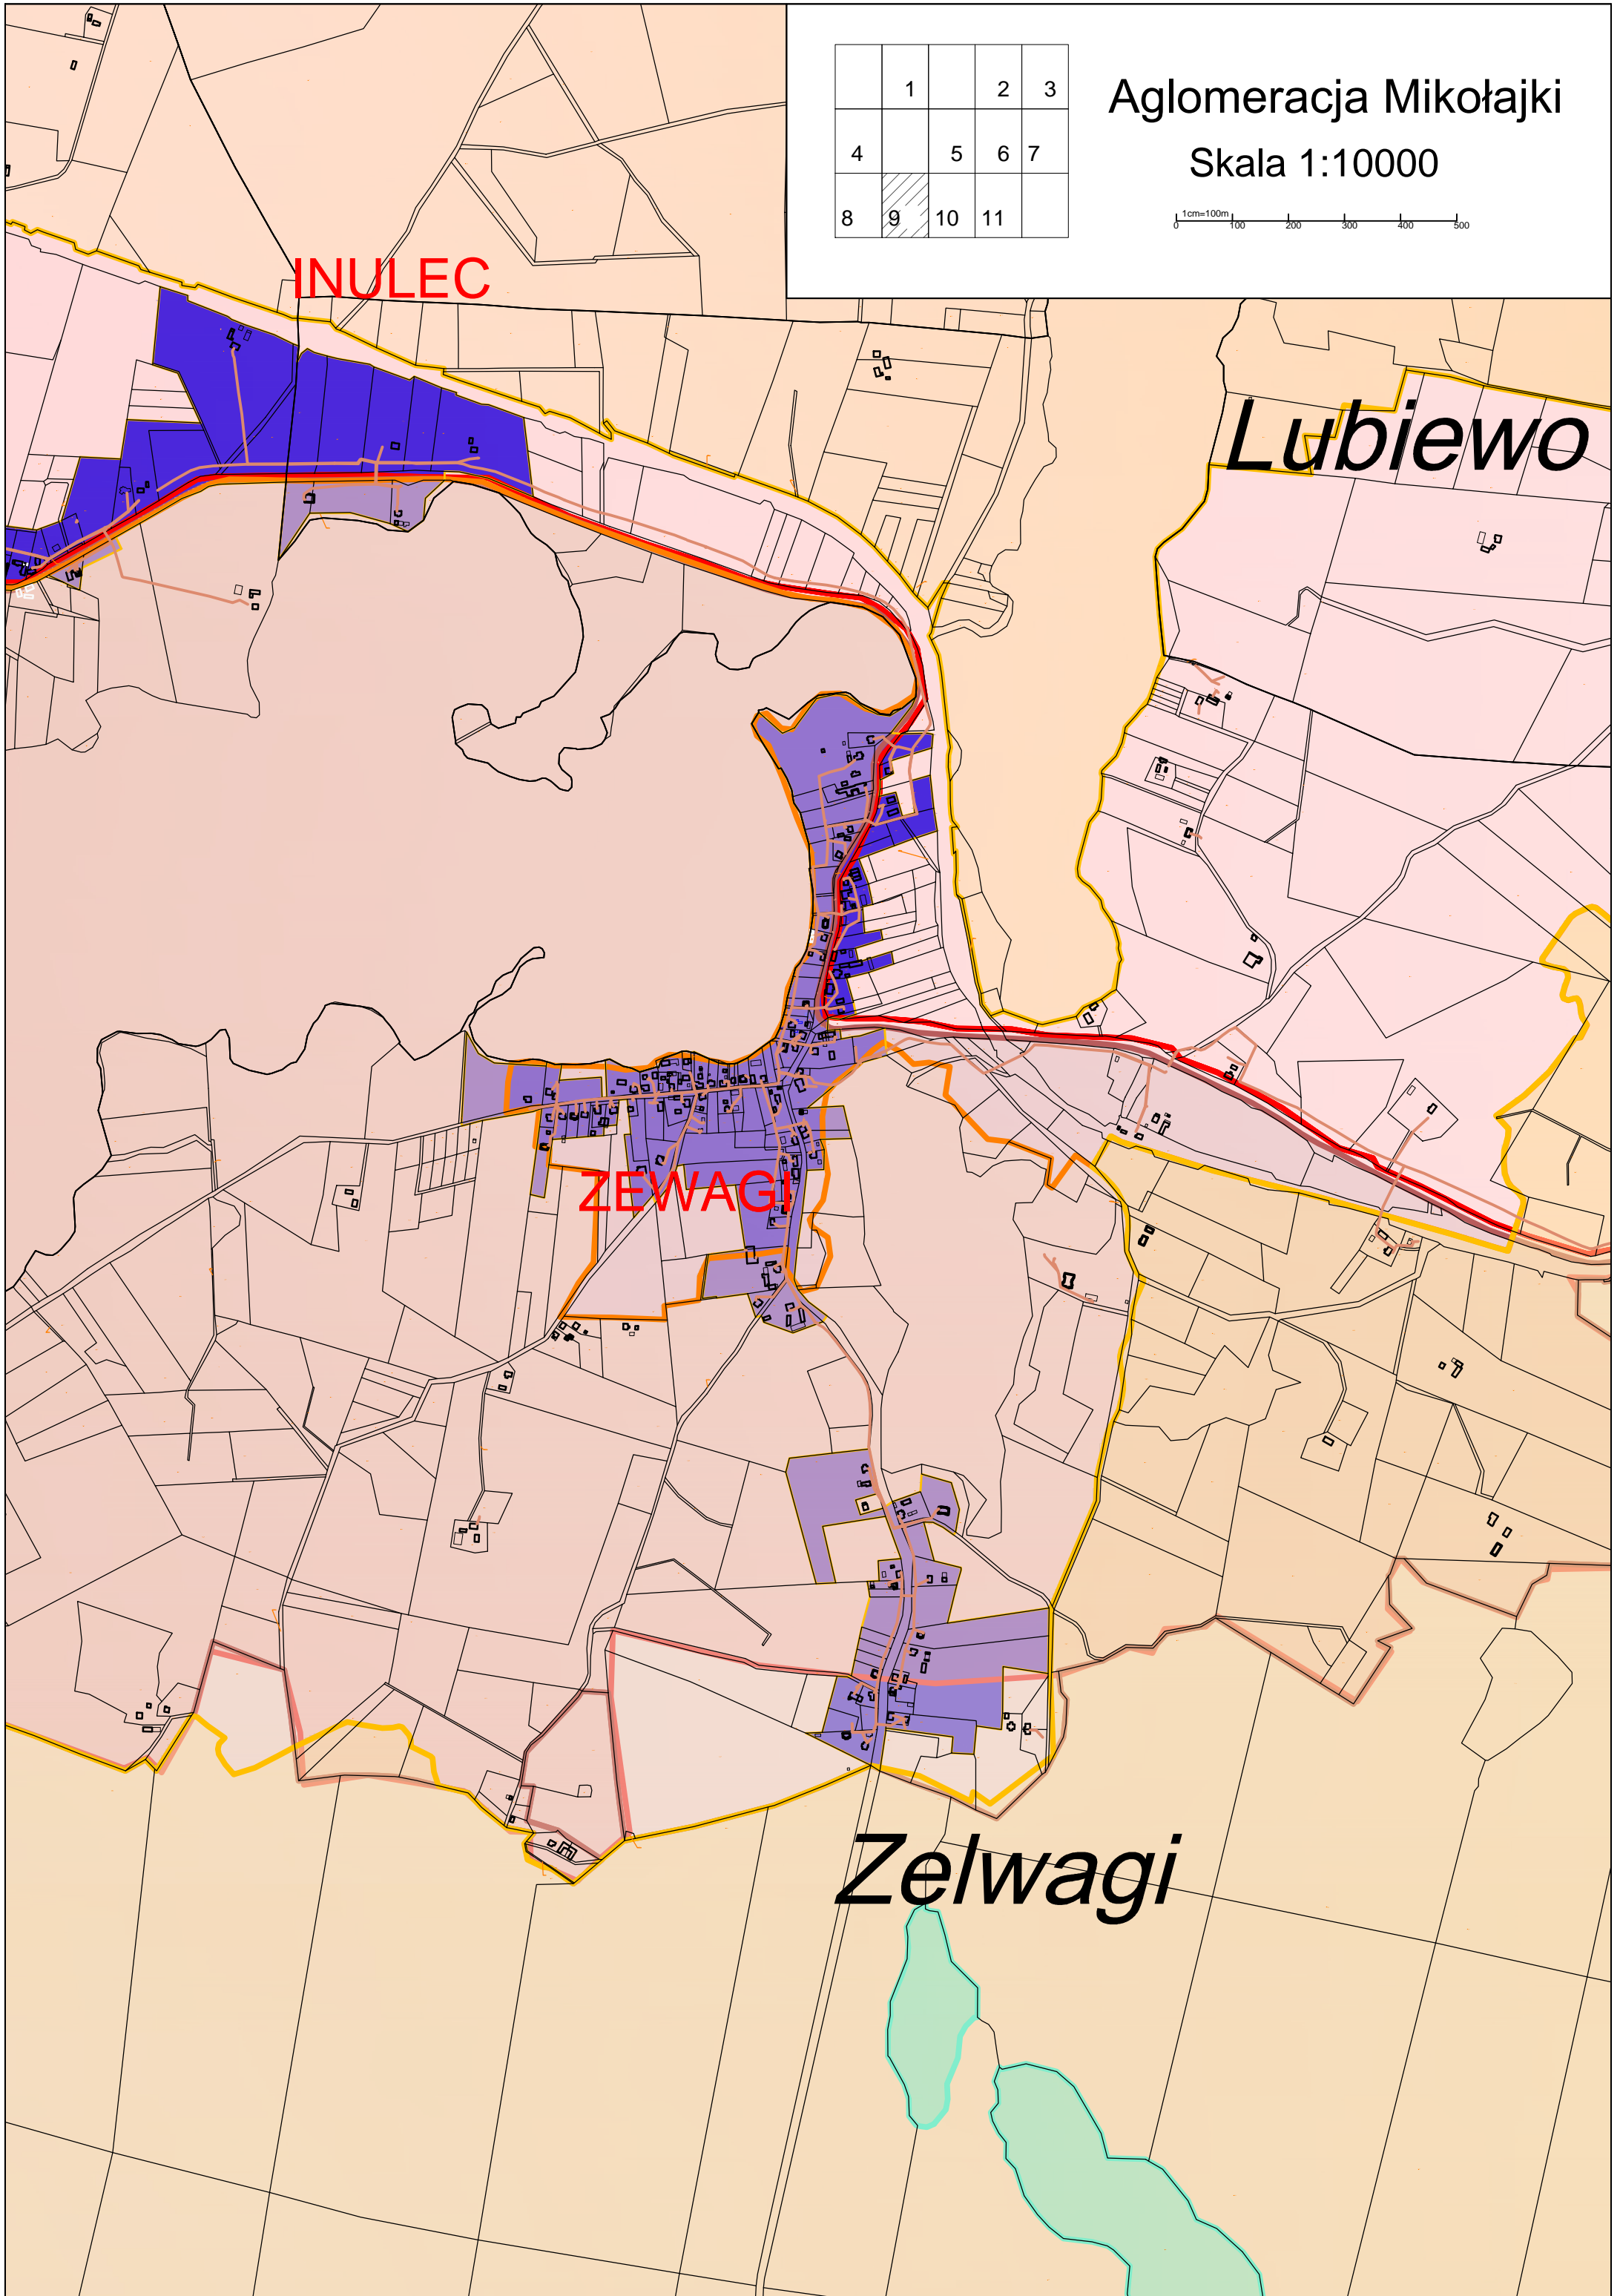 1 2 3
4 5 6 7
8 9 10 11
Aglomeracja Mikołajki
Skala 1:10000
1cm=100m
0 100 200 300 400 500
INULEC
Lubiewo
ZEWAGI
Zelwagi